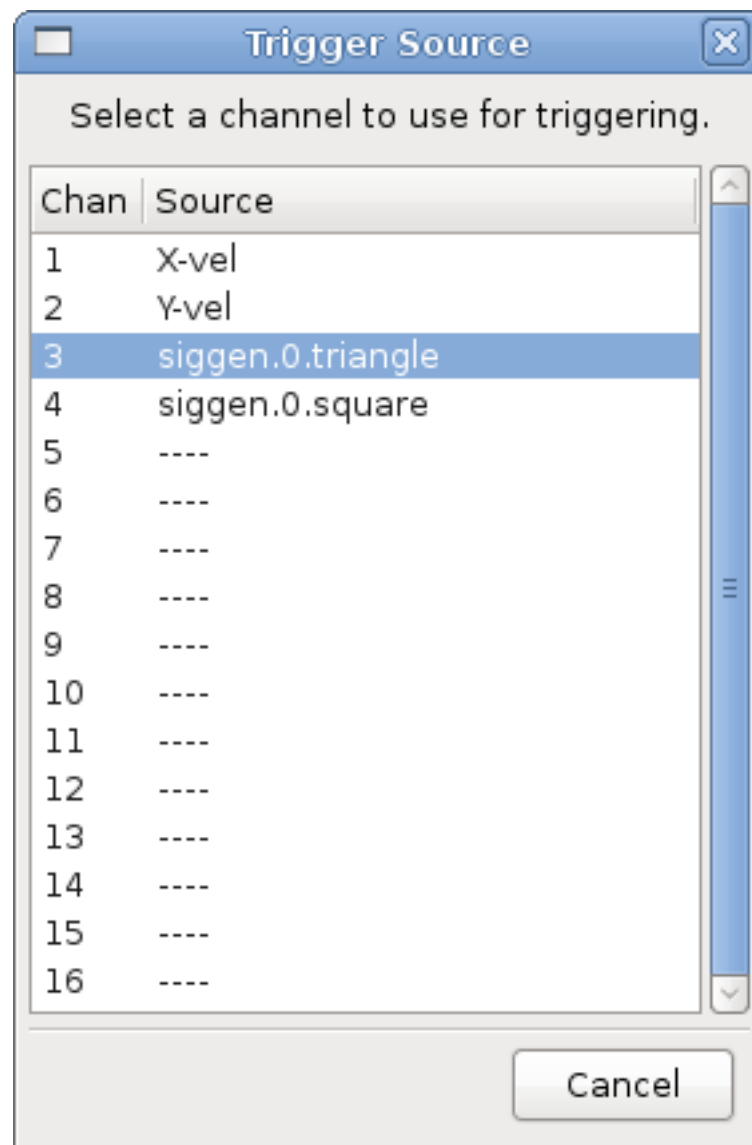 Trigger Source
Select a channel to use for triggering.
Chan Source
1 X-vel
2 Y-vel
3 siggen.0.triangle
4 siggen.0.square
5 ----
6 ----
7 ----
8 ----
9 ----
10 ----
11 ----
12 ----
13 ----
14 ----
15 ----
16 ----
Cancel